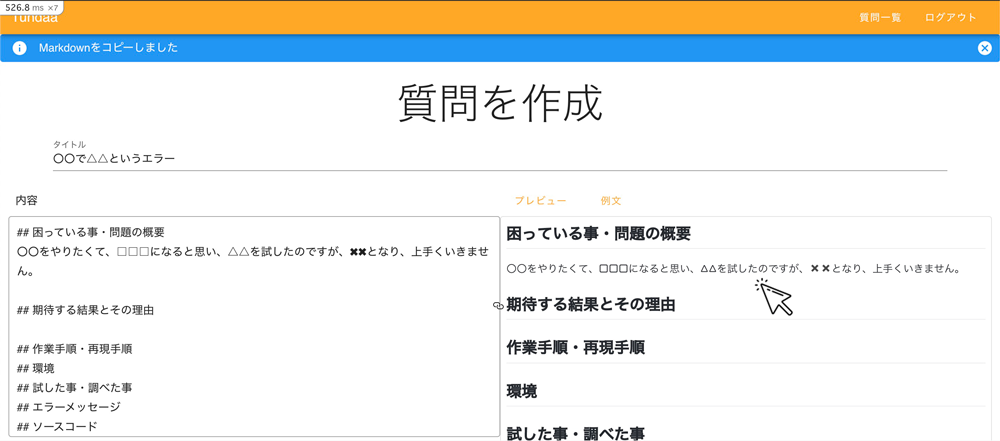 526.8 ms ×7
質問一覧
ログアウト
Markdownをコピーしました
質問を作成
タイトル
〇〇で△△というエラー
内容
プレビュー
例文
## 困っている事・問題の概要
〇〇をやりたくて、□□□になると思い、△△を試したのですが、✖✖となり、上手くいきませ
ん。
## 期待する結果とその理由
## 作業手順・再現手順
## 環境
## 試した事・調べた事
## エラーメッセージ
## ソースコード
困っている事・問題の概要
〇〇をやりたくて、□□□になると思い、△△を試したのですが、✖✖となり、上手くいきません。
期待する結果とその理由
作業手順・再現手順
環境
試した事・調べた事